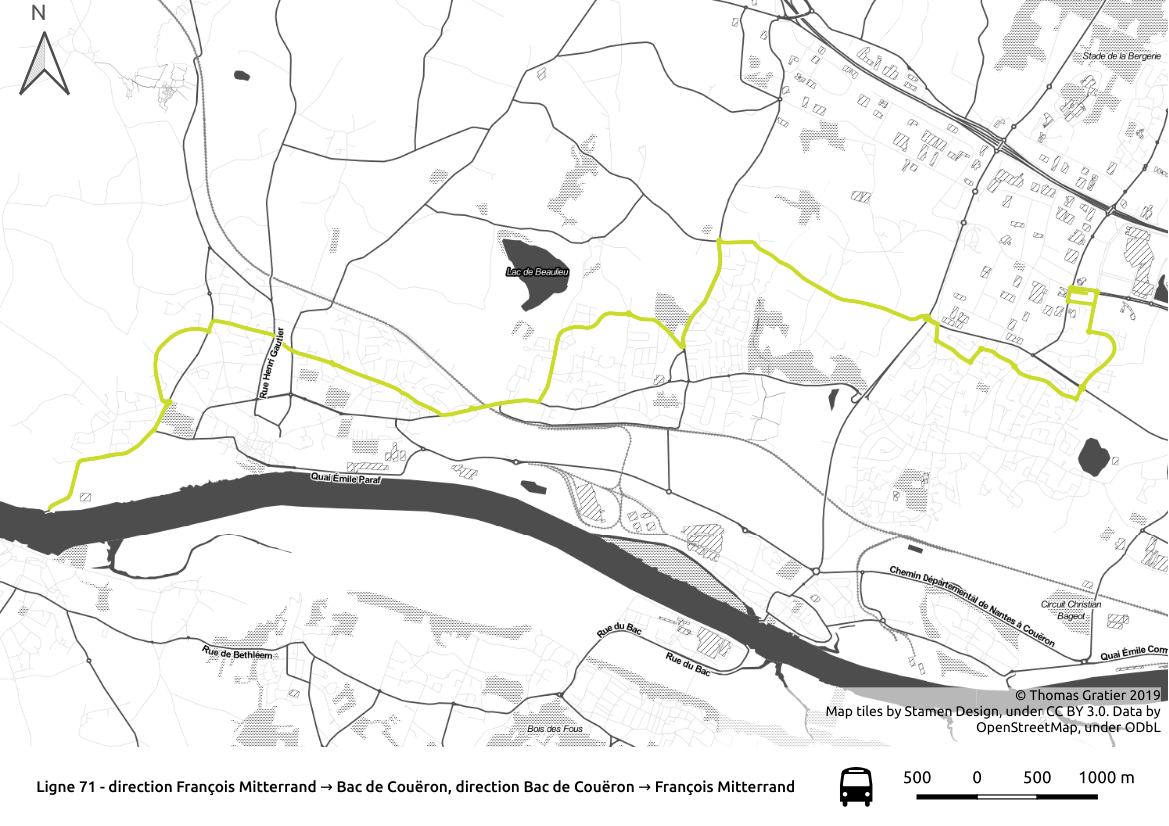 N
Stade de la Bergerie
Lac de Beaulieu
Rue Henri Gautier
Quai Émile Paraf
Chemin Départemental de Nantes à Couëron
Circuit Christian
Bageot
Rue du Bac
Rue du Bac
Rue de Bethléem
Quai Émile Corm
Bois des Fous
© Thomas Gratier 2019
Map tiles by Stamen Design, under CC BY 3.0. Data by
OpenStreetMap, under ODbL
Ligne 71 - direction François Mitterrand → Bac de Couëron, direction Bac de Couëron → François Mitterrand
500 0 500 1000 m